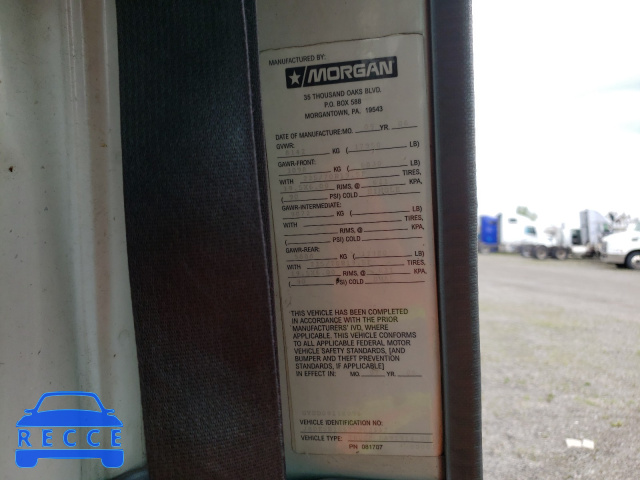 MANUFACTURED BY:
MORGAN
35 THOUSAND OAKS BLVD.
P.O. BOX 588
MORGANTOWN, PA. 19543
DATE OF MANUFACTURE: MO. YR.
GVWR:
KG ( LB)
GAWR-FRONT:
KG ( LB)
WITH TIRES,
RIMS, @ KPA,
( PSI) COLD
GAWR-INTERMEDIATE:
KG ( LB)
WITH TIRES,
RIMS, @ KPA,
( PSI) COLD
GAWR-REAR:
KG ( LB)
WITH TIRES,
RIMS, @ KPA,
( PSI) COLD
THIS VEHICLE HAS BEEN COMPLETED
IN ACCORDANCE WITH THE PRIOR
MANUFACTURERS' IVD, WHERE
APPLICABLE. THIS VEHICLE CONFORMS
TO ALL APPLICABLE FEDERAL MOTOR
VEHICLE SAFETY STANDARDS, [AND
BUMPER AND THEFT PREVENTION
STANDARDS, IF APPLICABLE]
IN EFFECT IN: MO. YR.
VEHICLE IDENTIFICATION NO:
VEHICLE TYPE
PN 061707
RECCE